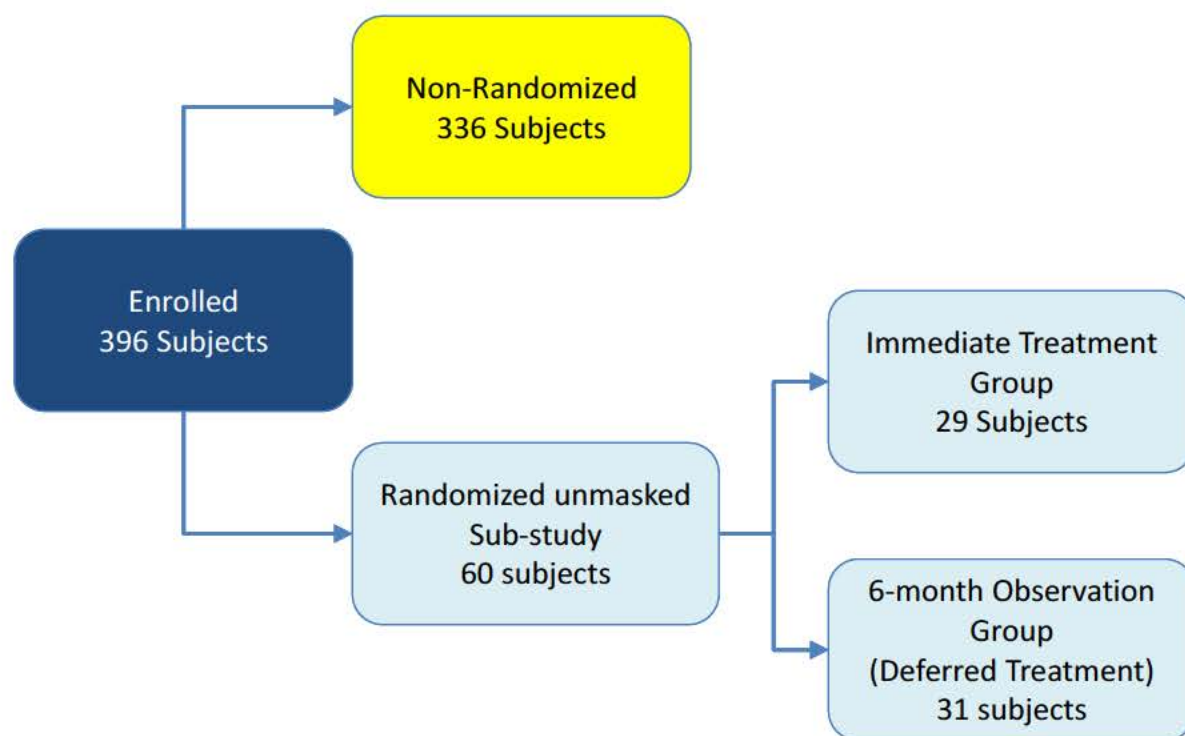 Non-Randomized
336 Subjects
Enrolled
396 Subjects
Immediate Treatment
Group
29 Subjects
Randomized unmasked
Sub-study
60 subjects
6-month Observation
Group
(Deferred Treatment)
31 subjects